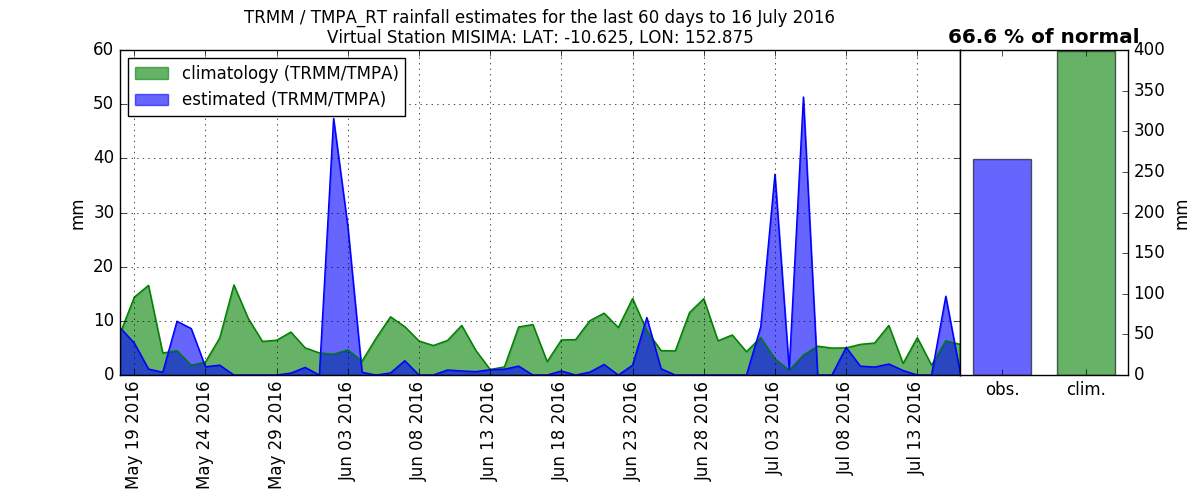 TRMM / TMPA_RT rainfall estimates for the last 60 days to 16 July 2016
Virtual Station MISIMA: LAT: -10.625, LON: 152.875
66.6 % of normal
climatology (TRMM/TMPA)
estimated (TRMM/TMPA)
60
50
40
30
20
10
0
mm
May 19 2016
May 24 2016
May 29 2016
Jun 03 2016
Jun 08 2016
Jun 13 2016
Jun 18 2016
Jun 23 2016
Jun 28 2016
Jul 03 2016
Jul 08 2016
Jul 13 2016
obs.
clim.
400
350
300
250
200
150
100
50
0
mm